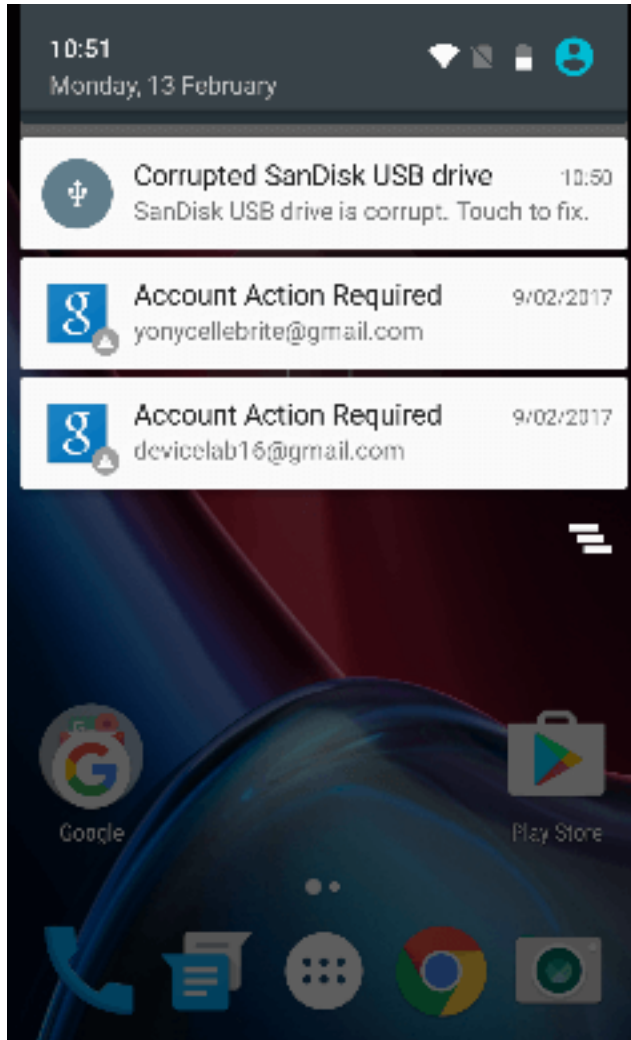 10:51
Monday, 13 February
Corrupted SanDisk USB drive 10:50
SanDisk USB drive is corrupt. Touch to fix.
Account Action Required 9/02/2017
yonycellebrite@gmail.com
Account Action Required 9/02/2017
devicelab16@gmail.com
Google
Play Store